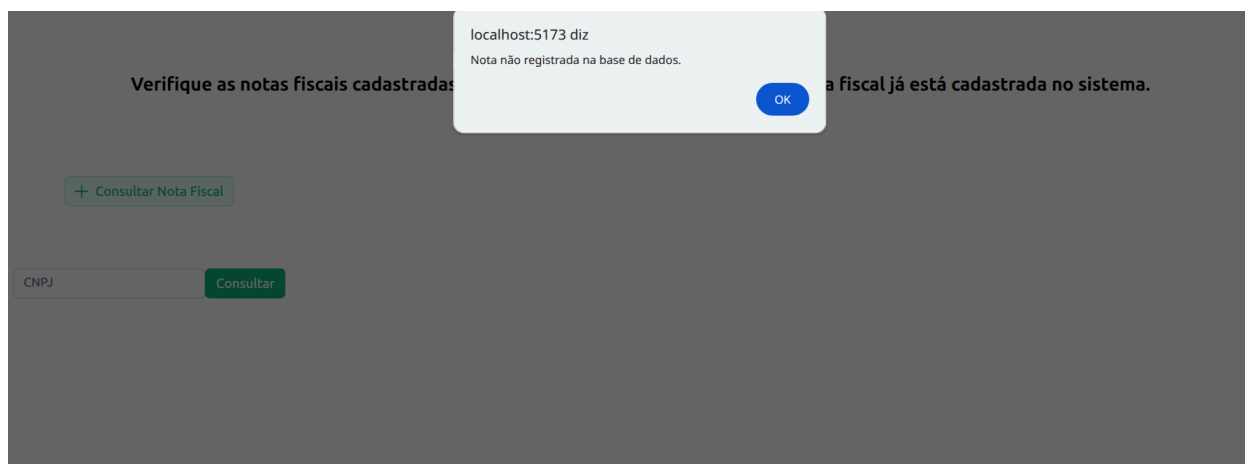 localhost:5173 diz
Nota não registrada na base de dados.
OK
Verifique as notas fiscais cadastradas
a fiscal já está cadastrada no sistema.
+ Consultar Nota Fiscal
CNPJ
Consultar